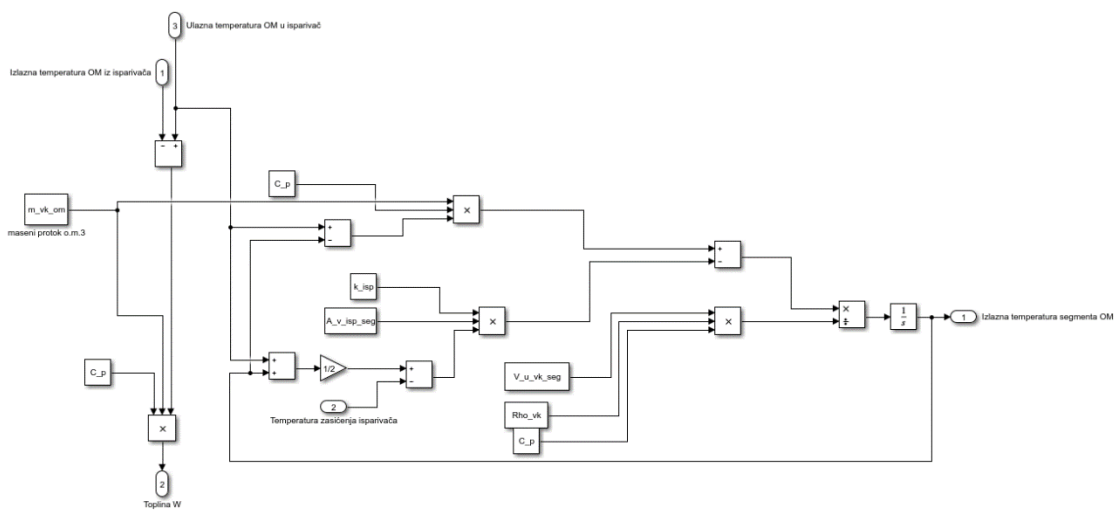 3
Ulazna temperatura OM u isparivač
Izlazna temperatura OM iz isparivača
1
− +
C_p
m_vk_om
maseni protok o.m.3
×
+
−
+
−
k_isp
A_v_isp_seg
×
×
×
÷
1
s
1
Izlazna temperatura segmenta OM
+
+
1/2
+
−
V_u_vk_seg
C_p
2
Temperatura zasićenja isparivača
Rho_vk
C_p
×
2
Toplina W